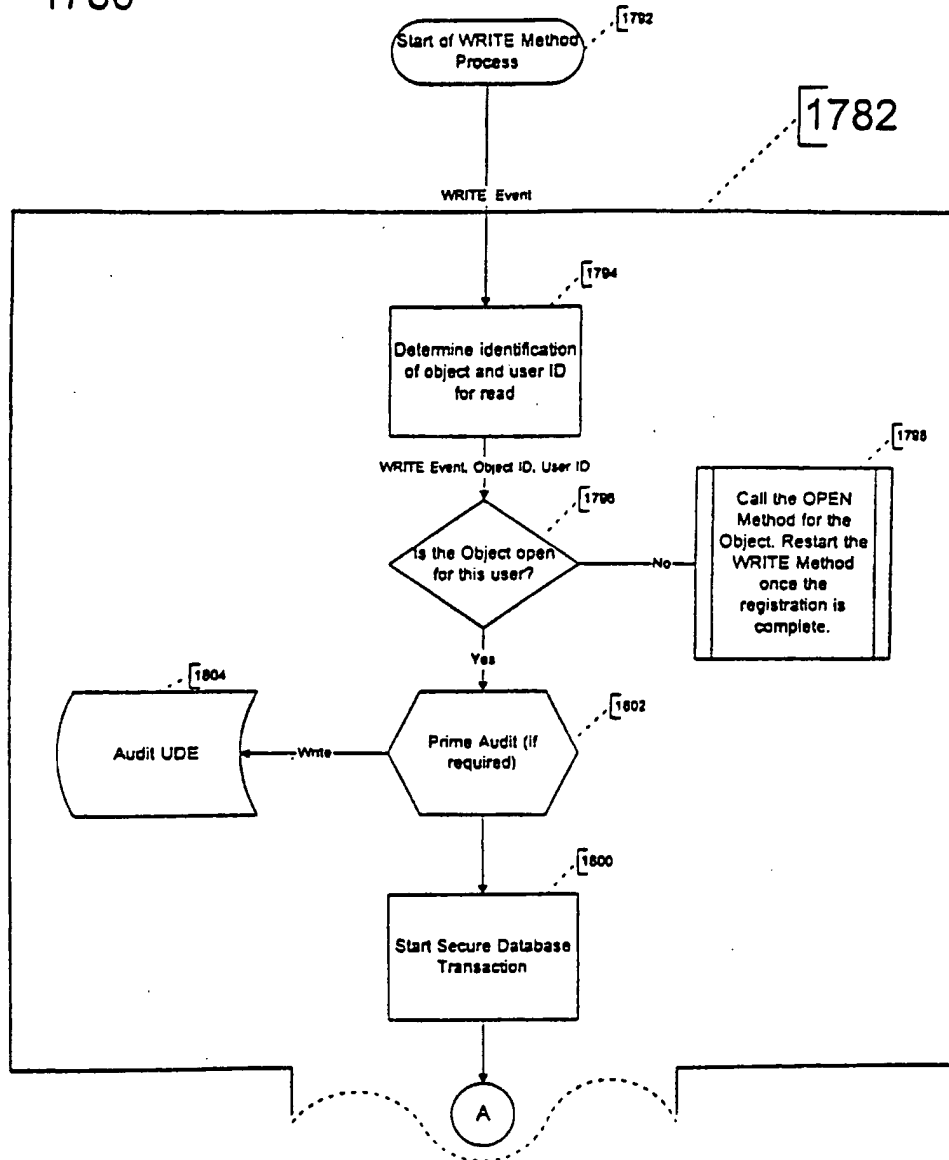 1792
Start of WRITE Method
Process
1782
WRITE Event
1794
Determine identification
of object and user ID
for read
WRITE Event, Object ID, User ID
1796
1798
Is the Object open
for this user?
No
Call the OPEN
Method for the
Object. Restart the
WRITE Method
once the
registration is
complete.
Yes
1804
1802
Audit UDE
Write
Prime Audit (if
required)
1800
Start Secure Database
Transaction
A